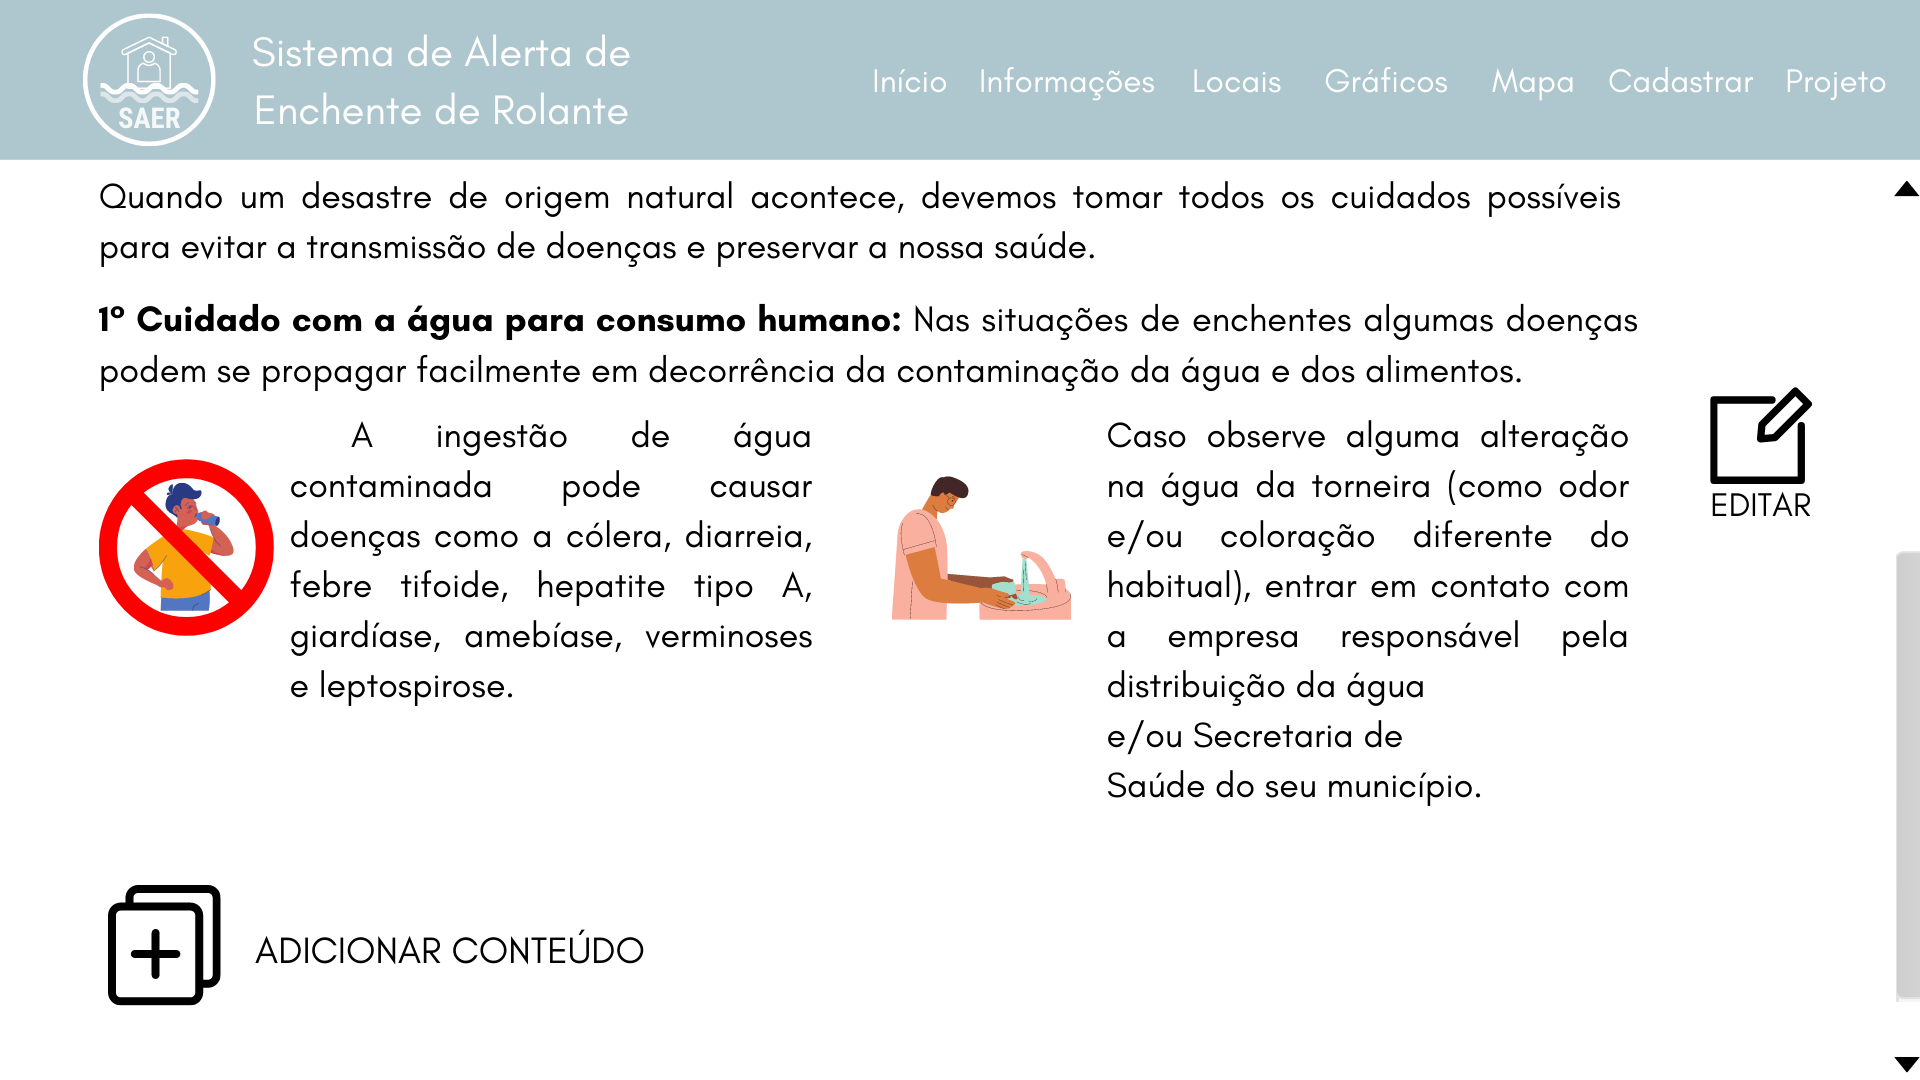 SAER
Sistema de Alerta de
Enchente de Rolante
Início Informações Locais Gráficos Mapa Cadastrar Projeto
Quando um desastre de origem natural acontece, devemos tomar todos os cuidados possíveis
para evitar a transmissão de doenças e preservar a nossa saúde.
1º Cuidado com a água para consumo humano: Nas situações de enchentes algumas doenças
podem se propagar facilmente em decorrência da contaminação da água e dos alimentos.
A ingestão de água
contaminada pode causar
doenças como a cólera, diarreia,
febre tifoide, hepatite tipo A,
giardíase, amebíase, verminoses
e leptospirose.
Caso observe alguma alteração
na água da torneira (como odor
e/ou coloração diferente do
habitual), entrar em contato com
a empresa responsável pela
distribuição da água
e/ou Secretaria de
Saúde do seu município.
EDITAR
ADICIONAR CONTEÚDO